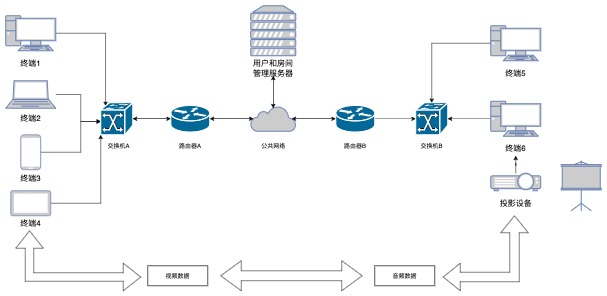 终端1
用户和房间
管理服务器
终端5
终端2
交换机A
路由器A
公共网络
路由器B
交换机B
终端6
终端3
投影设备
终端4
视频数据
音频数据